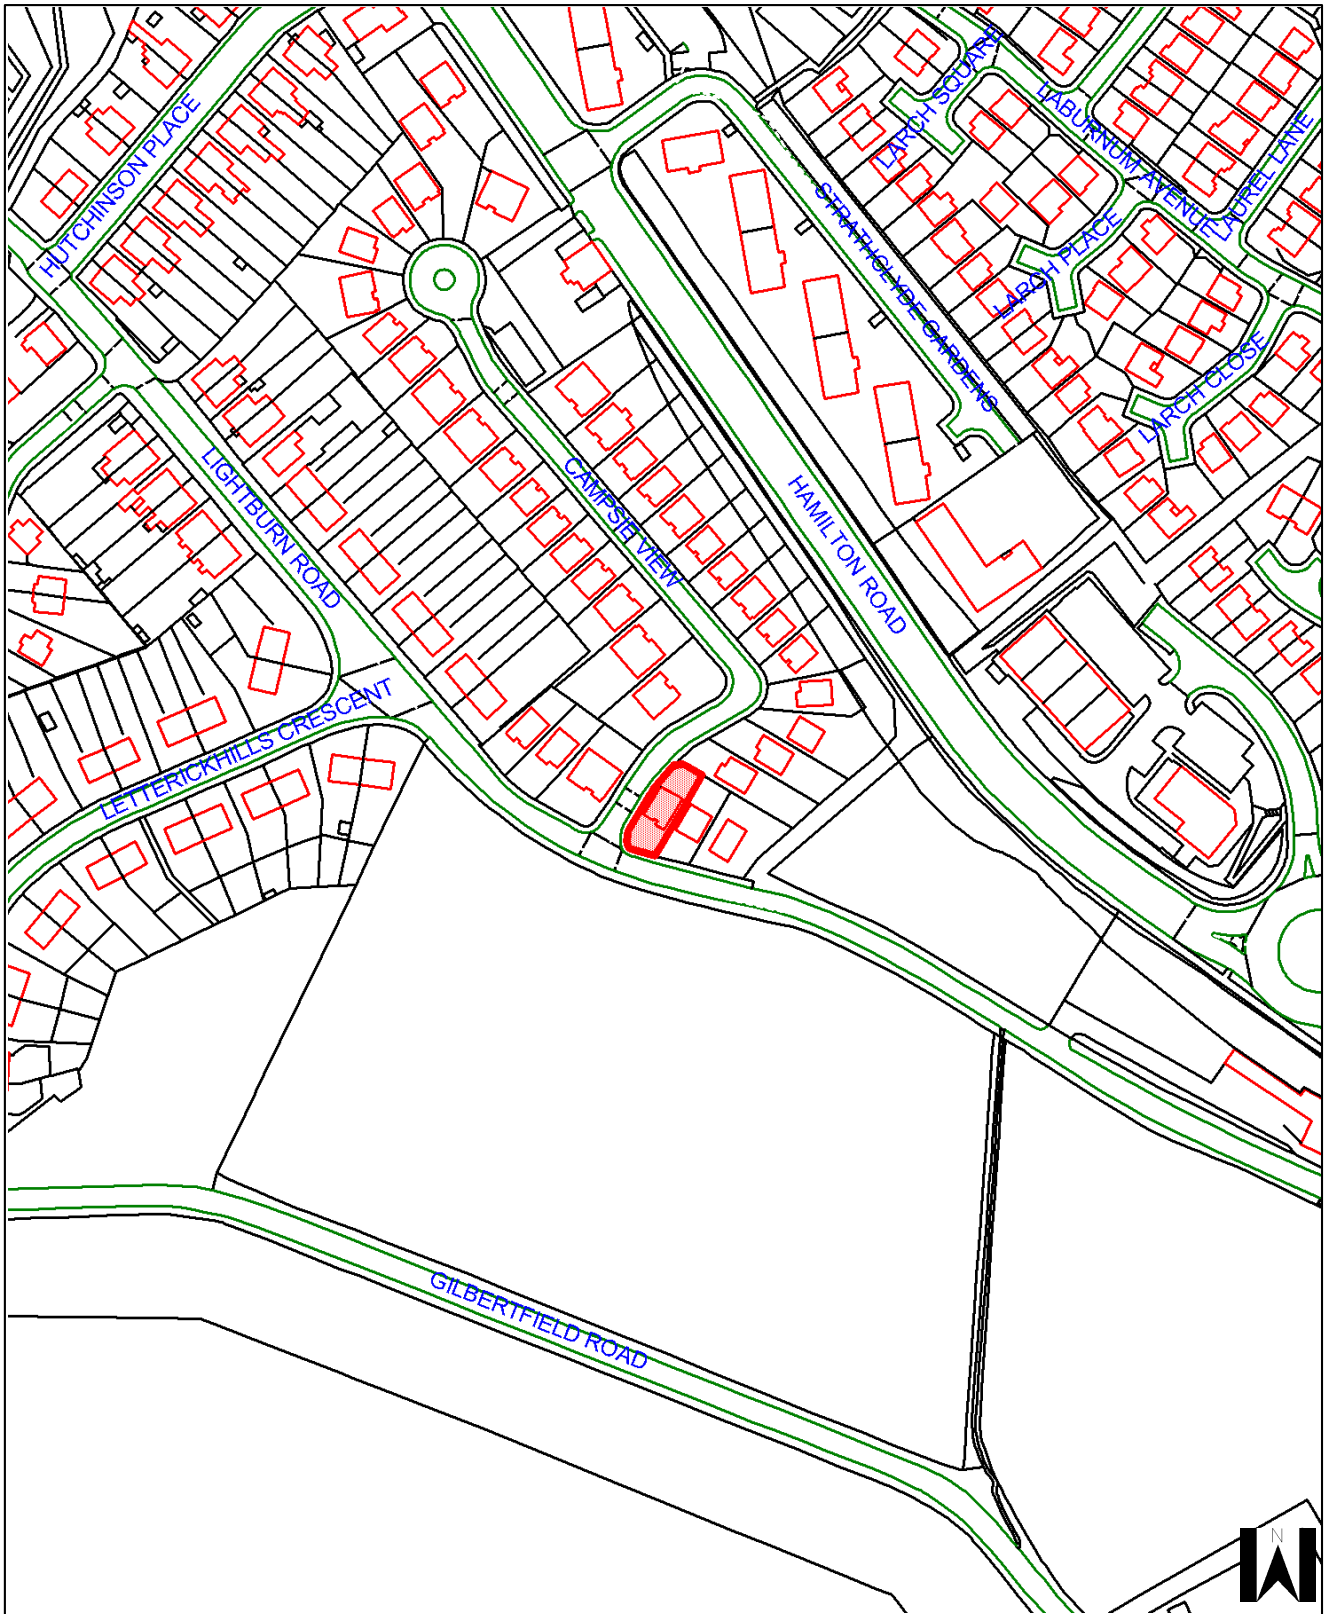 LARCH SQUARE
LABURNUM AVENUE
LAUREL LANE
HUTCHINSON PLACE
STRATHCLYDE GARDENS
LARCH PLACE
LARCH CLOSE
LIGHTBURN ROAD
CAMPSIE VIEW
HAMILTON ROAD
LETTERICKHILLS CRESCENT
GILBERTFIELD ROAD
N